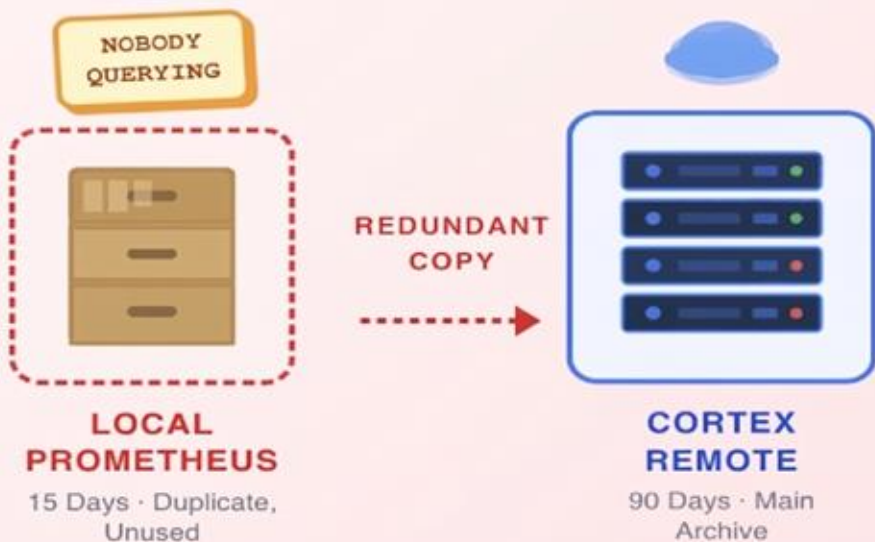 NOBODY
QUERYING
REDUNDANT
COPY
LOCAL
PROMETHEUS
15 Days · Duplicate,
Unused
CORTEX
REMOTE
90 Days · Main
Archive